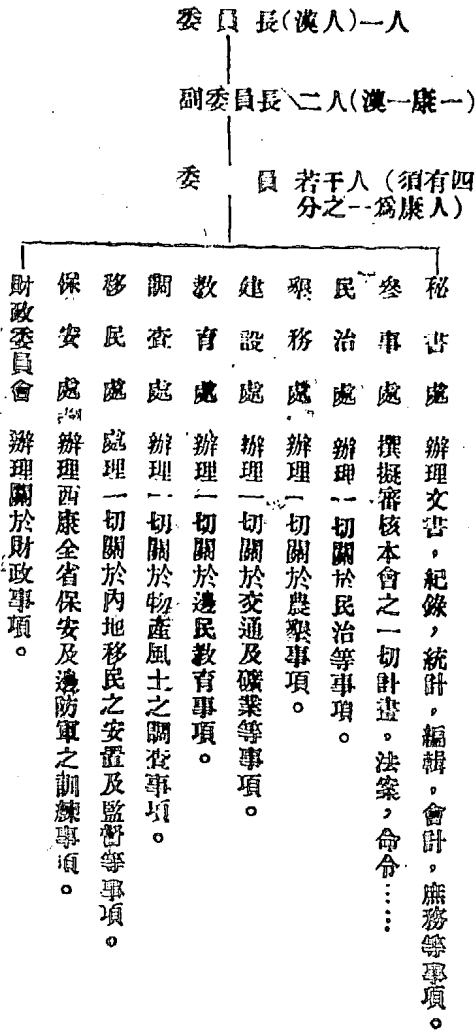 委員長(漢人)一人
副委員長、二人(漢一康一)
委員 若干人(須有四
分之一爲康人)
秘書處 辦理文書,紀錄,統計,編輯,會計,庶務等事項。
參事處 撰擬審核本會之一切計畫,法案,命令……
民治處 辦理一切關於民治等事項。
墾務處 辦理一切關於農墾事項。
建設處 辦理一切關於交通及礦業等事項。
教育處 辦理一切關於邊民教育事項。
調查處 辦理一切關於物產風土之調查事項。
移民處 處理一切關於內地移民之安置及監督等事項。
保安處 辦理西康全省保安及邊防軍之訓練事項。
財政委員會 辦理關於財政事項。